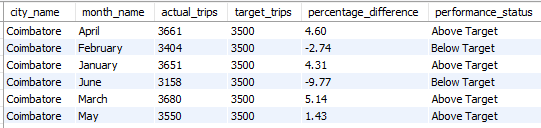 city_name month_name actual_trips target_trips percentage_difference performance_status
Coimbatore April 3661 3500 4.60 Above Target
Coimbatore February 3404 3500 -2.74 Below Target
Coimbatore January 3651 3500 4.31 Above Target
Coimbatore June 3158 3500 -9.77 Below Target
Coimbatore March 3680 3500 5.14 Above Target
Coimbatore May 3550 3500 1.43 Above Target